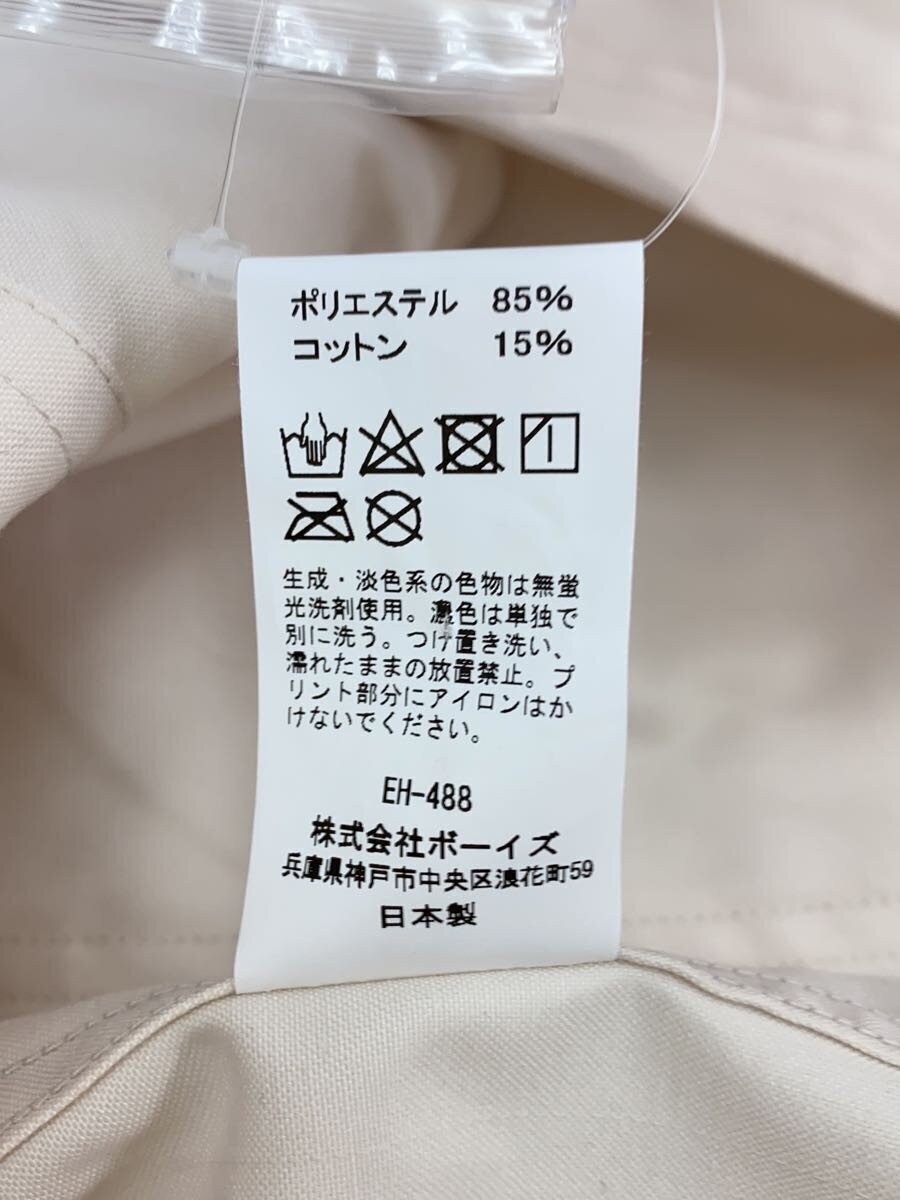 ポリエステル 85%
コットン 15%
生成・淡色系の色物は無蛍
光洗剤使用。濃色は単独で
別に洗う。つけ置き洗い、
濡れたままの放置禁止。プ
リント部分にアイロンはか
けないでください。
EH-488
株式会社ボーイズ
兵庫県神戸市中央区浪花町59
日本製